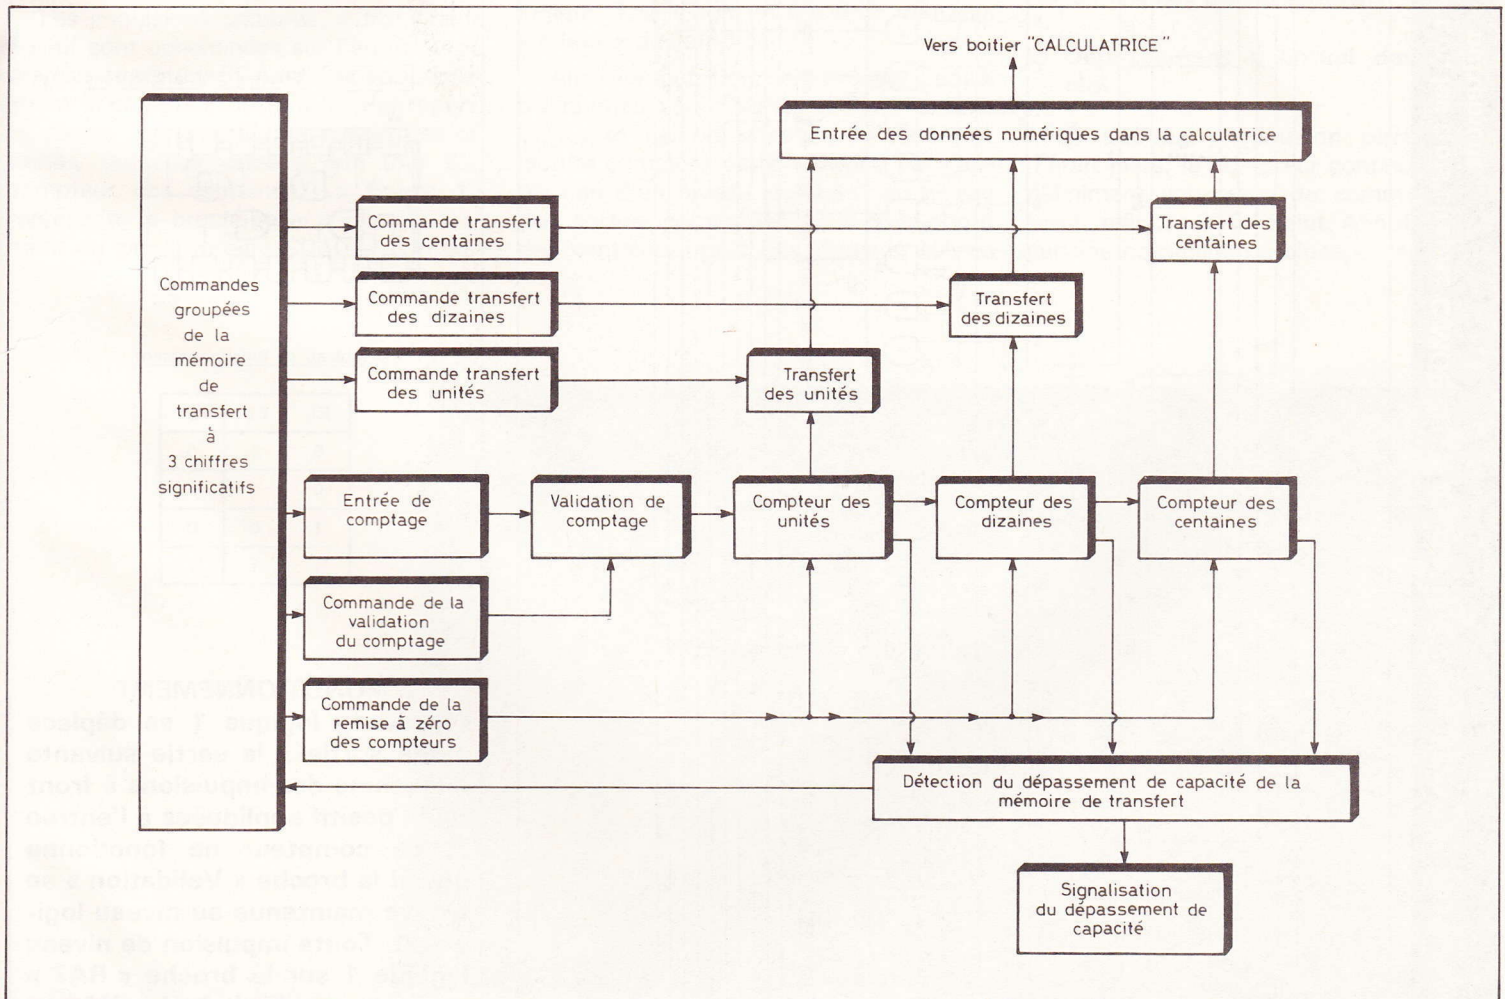 Vers boitier "CALCULATRICE"
Entrée des données numériques dans la calculatrice
Commande transfert
des centaines
Transfert des
centaines
Commandes
groupées
de la
mémoire
de
transfert
à
3 chiffres
significatifs
Commande transfert
des dizaines
Transfert
des dizaines
Commande transfert
des unités
Transfert
des unités
Entrée de
comptage
Validation de
comptage
Compteur des
unités
Compteur des
dizaines
Compteur des
centaines
Commande de la
validation
du comptage
Commande de la
remise à zéro
des compteurs
Détection du dépassement de capacité de la
mémoire de transfert
Signalisation
du dépassement de
capacité